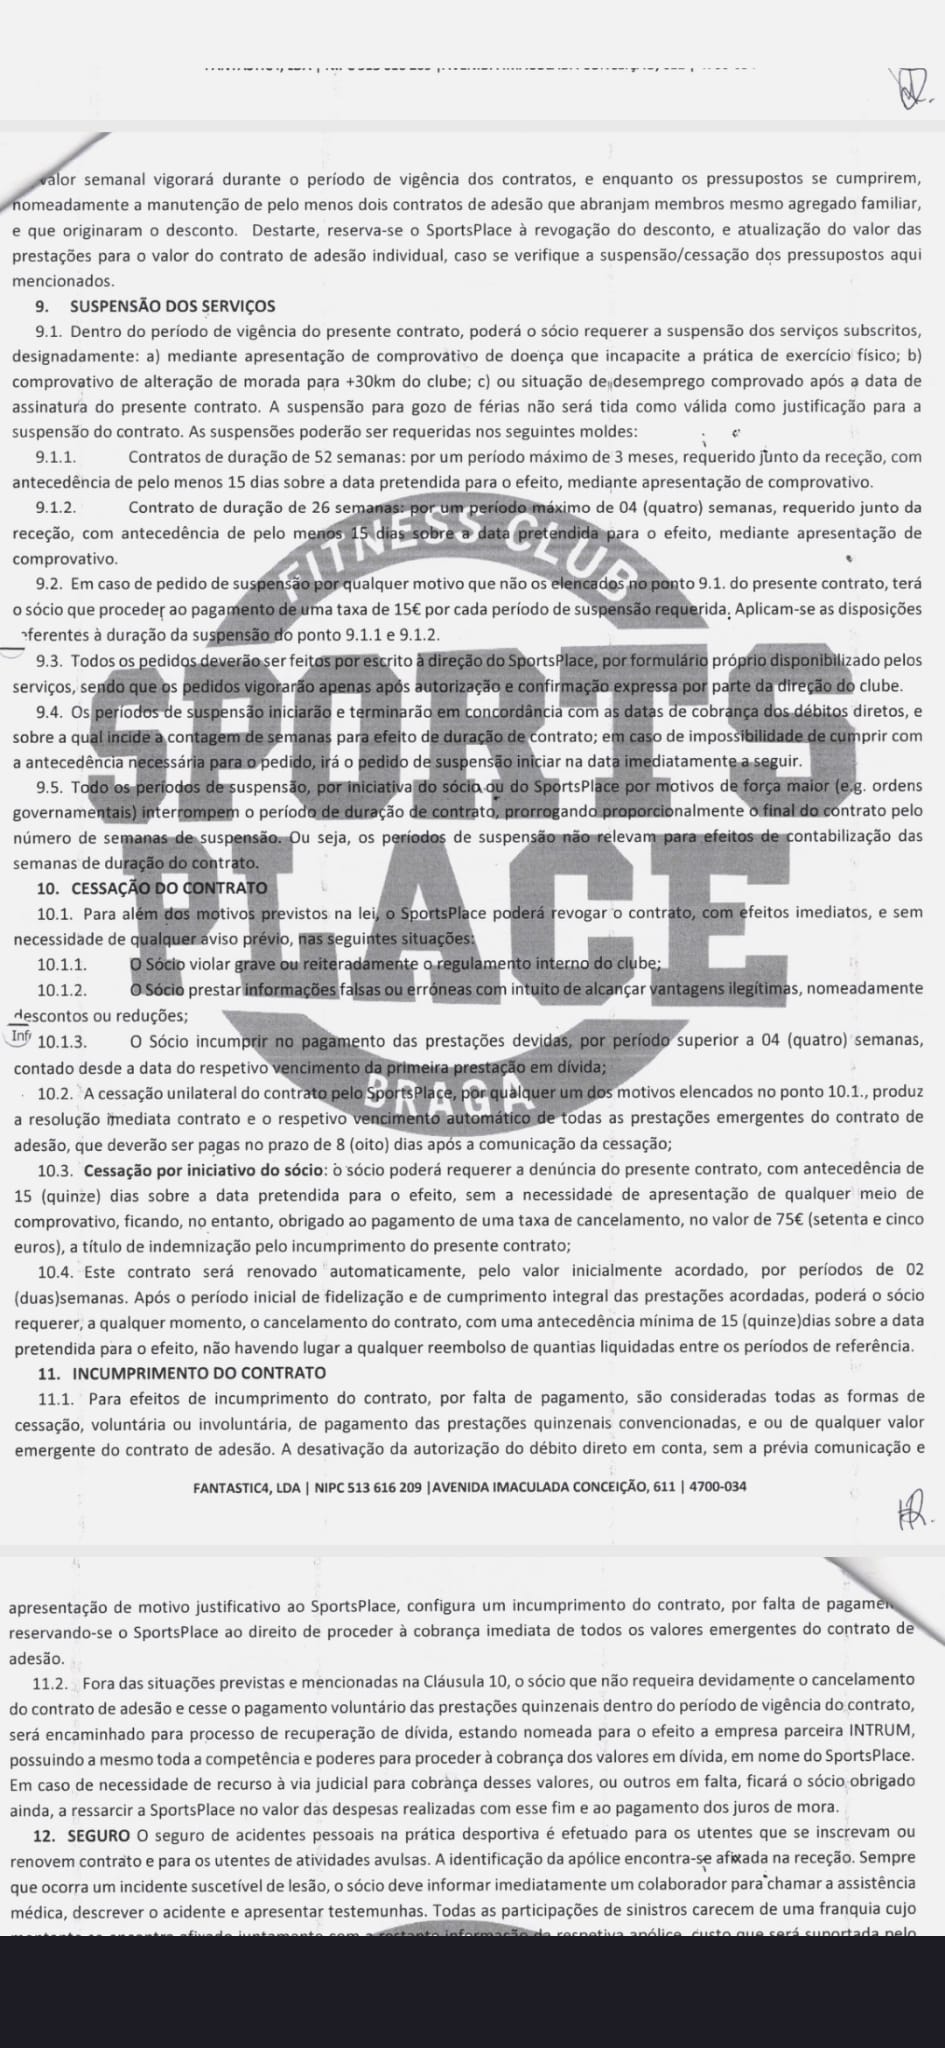 valor semanal vigorará durante o período de vigência dos contratos, e enquanto os pressupostos se cumprirem,
nomeadamente a manutenção de pelo menos dois contratos de adesão que abranjam membros mesmo agregado familiar,
e que originaram o desconto. Destarte, reserva-se o SportsPlace à revogação do desconto, e atualização do valor das
prestações para o valor do contrato de adesão individual, caso se verifique a suspensão/cessação dos pressupostos aqui
mencionados.
9. SUSPENSÃO DOS SERVIÇOS
9.1. Dentro do período de vigência do presente contrato, poderá o sócio requerer a suspensão dos serviços subscritos,
designadamente: a) mediante apresentação de comprovativo de doença que incapacite a prática de exercício físico; b)
comprovativo de alteração de morada para +30km do clube; c) ou situação de desemprego comprovado após a data de
assinatura do presente contrato. A suspensão para gozo de férias não será tida como válida como justificação para a
suspensão do contrato. As suspensões poderão ser requeridas nos seguintes moldes:
9.1.1. Contratos de duração de 52 semanas: por um período máximo de 3 meses, requerido junto da receção, com
antecedência de pelo menos 15 dias sobre a data pretendida para o efeito, mediante apresentação de comprovativo.
9.1.2. Contrato de duração de 26 semanas: por um período máximo de 04 (quatro) semanas, requerido junto da
receção, com antecedência de pelo menos 15 dias sobre a data pretendida para o efeito, mediante apresentação de
comprovativo.
9.2. Em caso de pedido de suspensão por qualquer motivo que não os elencados no ponto 9.1. do presente contrato, terá
o sócio que proceder ao pagamento de uma taxa de 15€ por cada período de suspensão requerida. Aplicam-se as disposições
referentes à duração da suspensão do ponto 9.1.1 e 9.1.2.
9.3. Todos os pedidos deverão ser feitos por escrito à direção do SportsPlace, por formulário próprio disponibilizado pelos
serviços, sendo que os pedidos vigorarão apenas após autorização e confirmação expressa por parte da direção do clube.
9.4. Os períodos de suspensão iniciarão e terminarão em concordância com as datas de cobrança dos débitos diretos, e
sobre a qual incide a contagem de semanas para efeito de duração de contrato; em caso de impossibilidade de cumprir com
a antecedência necessária para o pedido, irá o pedido de suspensão iniciar na data imediatamente a seguir.
9.5. Todo os períodos de suspensão, por iniciativa do sócio ou do SportsPlace por motivos de força maior (e.g. ordens
governamentais) interrompem o período de duração de contrato, prorrogando proporcionalmente o final do contrato pelo
número de semanas de suspensão. Ou seja, os períodos de suspensão não relevam para efeitos de contabilização das
semanas de duração do contrato.
10. CESSAÇÃO DO CONTRATO
10.1. Para além dos motivos previstos na lei, o SportsPlace poderá revogar o contrato, com efeitos imediatos, e sem
necessidade de qualquer aviso prévio, nas seguintes situações:
10.1.1. O Sócio violar grave ou reiteradamente o regulamento interno do clube;
10.1.2. O Sócio prestar informações falsas ou erróneas com intuito de alcançar vantagens ilegítimas, nomeadamente
descontos ou reduções;
Inf
10.1.3. O Sócio incumprir no pagamento das prestações devidas, por período superior a 04 (quatro) semanas,
contado desde a data do respetivo vencimento da primeira prestação em dívida;
10.2. A cessação unilateral do contrato pelo SportsPlace, por qualquer um dos motivos elencados no ponto 10.1., produz
a resolução imediata contrato e o respetivo vencimento automático de todas as prestações emergentes do contrato de
adesão, que deverão ser pagas no prazo de 8 (oito) dias após a comunicação da cessação;
10.3. Cessação por iniciativo do sócio: o sócio poderá requerer a denúncia do presente contrato, com antecedência de
15 (quinze) dias sobre a data pretendida para o efeito, sem a necessidade de apresentação de qualquer meio de
comprovativo, ficando, no entanto, obrigado ao pagamento de uma taxa de cancelamento, no valor de 75€ (setenta e cinco
euros), a título de indemnização pelo incumprimento do presente contrato;
10.4. Este contrato será renovado automaticamente, pelo valor inicialmente acordado, por períodos de 02
(duas)semanas. Após o período inicial de fidelização e de cumprimento integral das prestações acordadas, poderá o sócio
requerer, a qualquer momento, o cancelamento do contrato, com uma antecedência mínima de 15 (quinze)dias sobre a data
pretendida para o efeito, não havendo lugar a qualquer reembolso de quantias liquidadas entre os períodos de referência.
11. INCUMPRIMENTO DO CONTRATO
11.1. Para efeitos de incumprimento do contrato, por falta de pagamento, são consideradas todas as formas de
cessação, voluntária ou involuntária, de pagamento das prestações quinzenais convencionadas, e ou de qualquer valor
emergente do contrato de adesão. A desativação da autorização do débito direto em conta, sem a prévia comunicação e
FITNESS CLUB
SPORTS
PLACE
BRAGA
FANTASTIC4, LDA | NIPC 513 616 209 |AVENIDA IMACULADA CONCEIÇÃO, 611 | 4700-034
apresentação de motivo justificativo ao SportsPlace, configura um incumprimento do contrato, por falta de
reservando-se o SportsPlace ao direito de proceder à cobrança imediata de todos os valores emergentes do contrato de
adesão.
11.2. Fora das situações previstas e mencionadas na Cláusula 10, o sócio que não requeira devidamente o cancelamento
do contrato de adesão e cesse o pagamento voluntário das prestações quinzenais dentro do período de vigência do contrato,
será encaminhado para processo de recuperação de dívida, estando nomeada para o efeito a empresa parceira INTRUM,
possuindo a mesmo toda a competência e poderes para proceder à cobrança dos valores em dívida, em nome do SportsPlace.
Em caso de necessidade de recurso à via judicial para cobrança desses valores, ou outros em falta, ficará o sócio obrigado
ainda, a ressarcir a SportsPlace no valor das despesas realizadas com esse fim e ao pagamento dos juros de mora.
12. SEGURO O seguro de acidentes pessoais na prática desportiva é efetuado para os utentes que se inscrevam ou
renovem contrato e para os utentes de atividades avulsas. A identificação da apólice encontra-se afixada na receção. Sempre
que ocorra um incidente suscetível de lesão, o sócio deve informar imediatamente um colaborador para chamar a assistência
médica, descrever o acidente e apresentar testemunhas. Todas as participações de sinistros carecem de uma franquia cujo